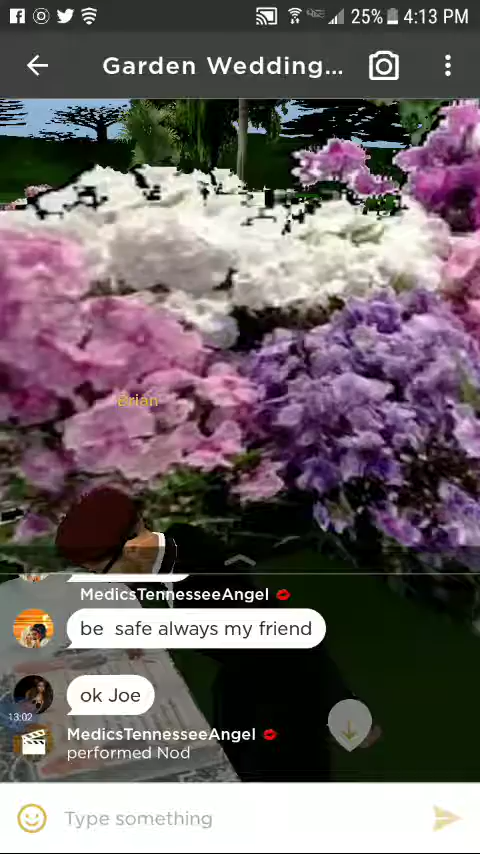 25% 4:13 PM
Garden Wedding...
Brian
MedicsTennesseeAngel
be safe always my friend
ok Joe
13:02
MedicsTennesseeAngel
performed Nod
Type something